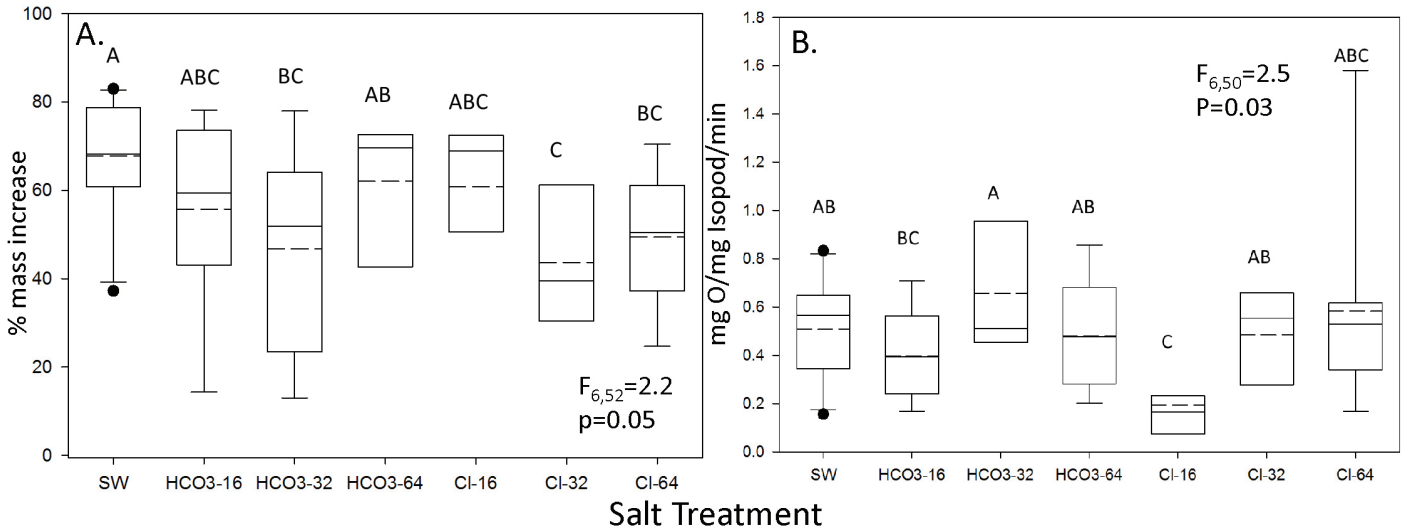 A.
% mass increase
100
80
60
40
20
0
A
ABC
BC
AB
ABC
C
BC
F6,52=2.2
p=0.05
SW
HCO3-16
HCO3-32
HCO3-64
Cl-16
Cl-32
Cl-64
B.
mg O/mg Isopod/min
1.8
1.6
1.4
1.2
1.0
0.8
0.6
0.4
0.2
0.0
AB
BC
A
AB
C
AB
ABC
F6,50=2.5
P=0.03
SW
HCO3-16
HCO3-32
HCO3-64
Cl-16
Cl-32
Cl-64
Salt Treatment